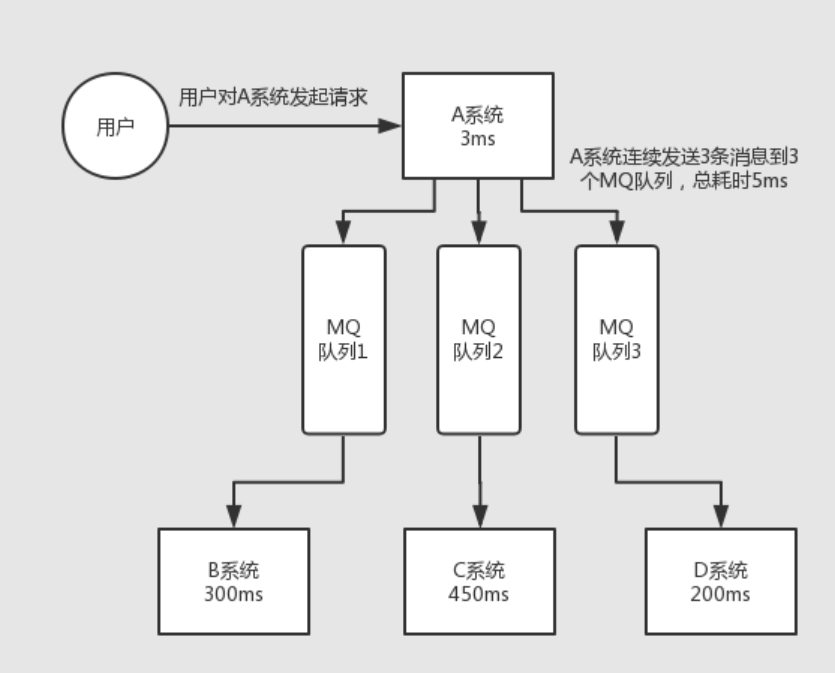 用户
用户对A系统发起请求
A系统
3ms
A系统连续发送3条消息到3
个MQ队列，总耗时5ms
MQ
队列1
MQ
队列2
MQ
队列3
B系统
300ms
C系统
450ms
D系统
200ms